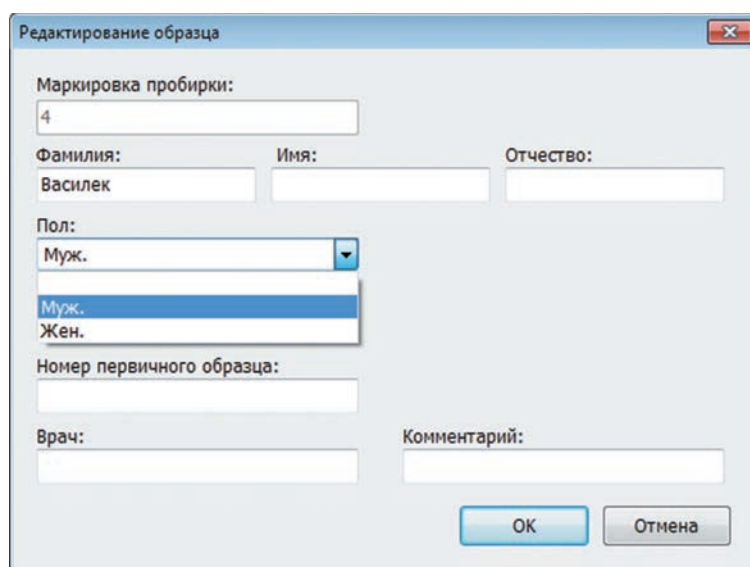 Редактирование образца
Маркировка пробирки:
4
Фамилия: Имя: Отчество:
Василек
Пол:
Муж.
Муж.
Жен.
Номер первичного образца:
Врач: Комментарий:
OK Отмена